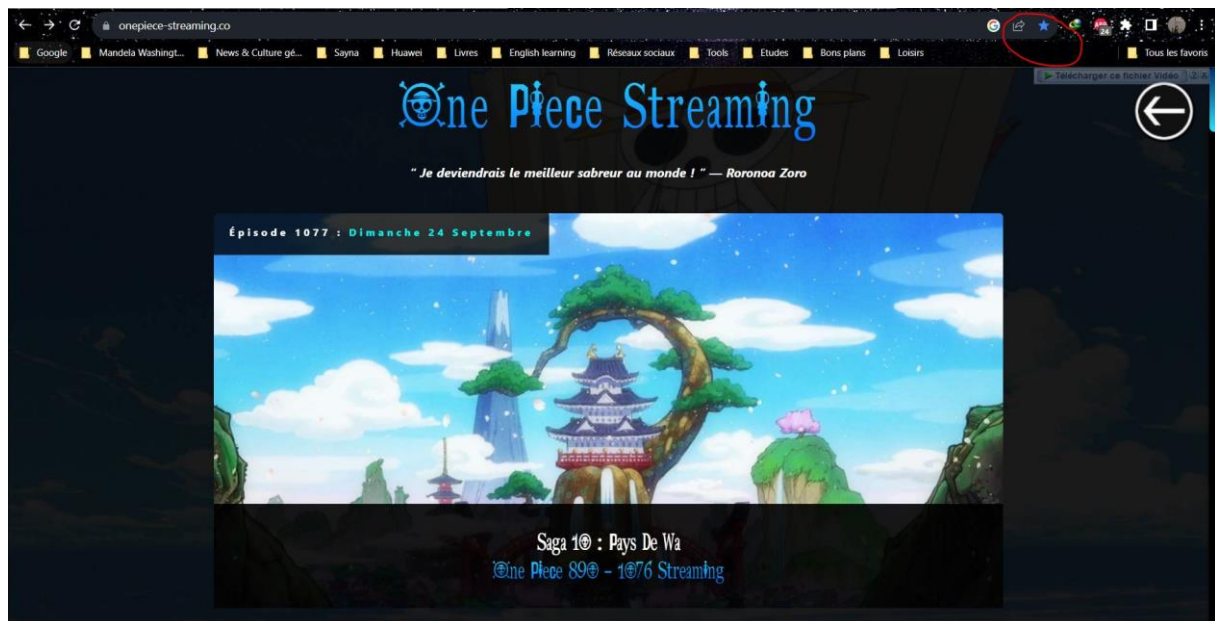 onepiece-streaming.co
24
Google Mandela Washingt... News & Culture gé... Sayna Huawei Livres English learning Réseaux sociaux Tools Etudes Bons plans Loisirs Tous les favoris
Télécharger ce fichier Vidéo ? X
One Piece Streaming
" Je deviendrais le meilleur sabreur au monde ! " — Roronoa Zoro
Épisode 1077 : Dimanche 24 Septembre
Saga 10 : Pays De Wa
One Piece 890 – 1076 Streaming